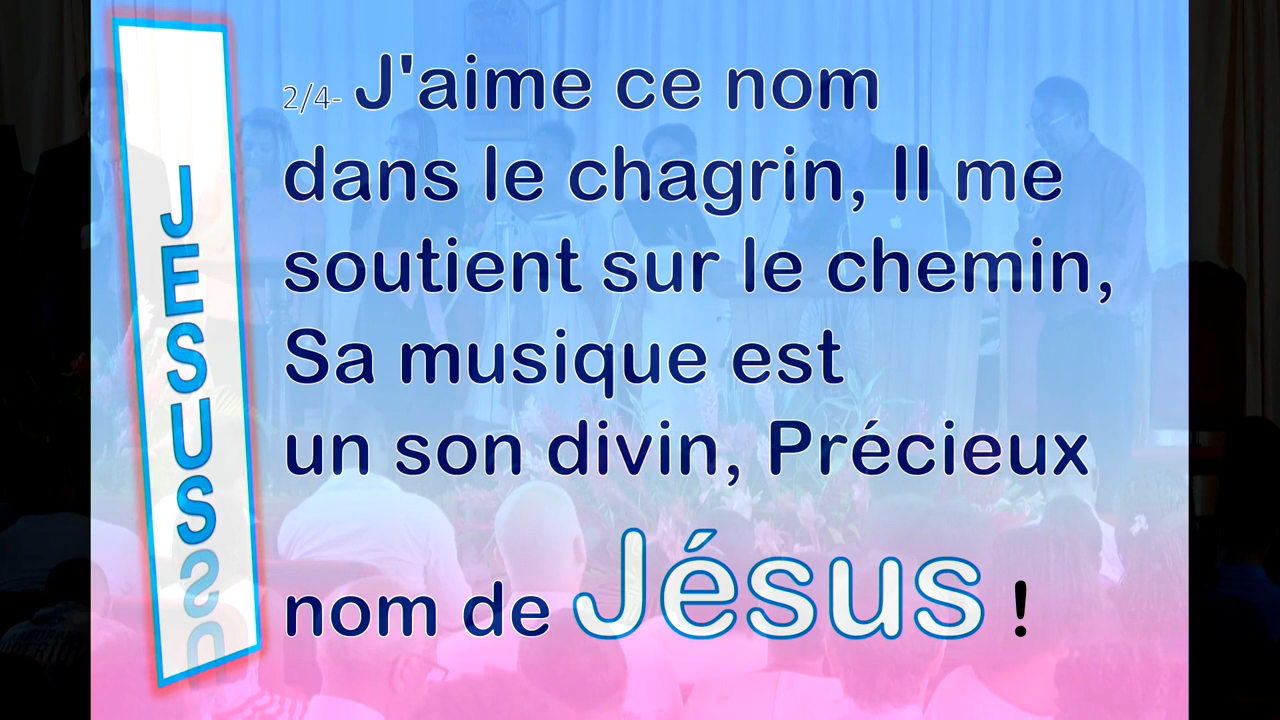 JESUS
2/4- J'aime ce nom
dans le chagrin, Il me
soutient sur le chemin,
Sa musique est
un son divin, Précieux
nom de Jésus !